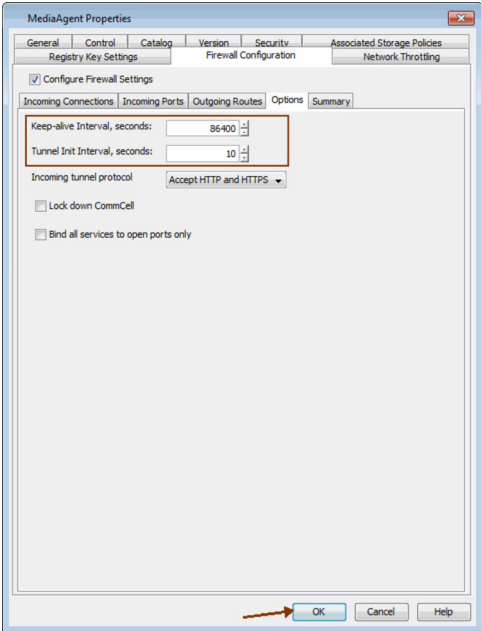 MediaAgent Properties
General Control Catalog Version Security Associated Storage Policies
Registry Key Settings Firewall Configuration Network Throttling
Configure Firewall Settings
Incoming Connections Incoming Ports Outgoing Routes Options Summary
Keep-alive Interval, seconds: 86400
Tunnel Init Interval, seconds: 10
Incoming tunnel protocol Accept HTTP and HTTPS
Lock down CommCell
Bind all services to open ports only
OK Cancel Help